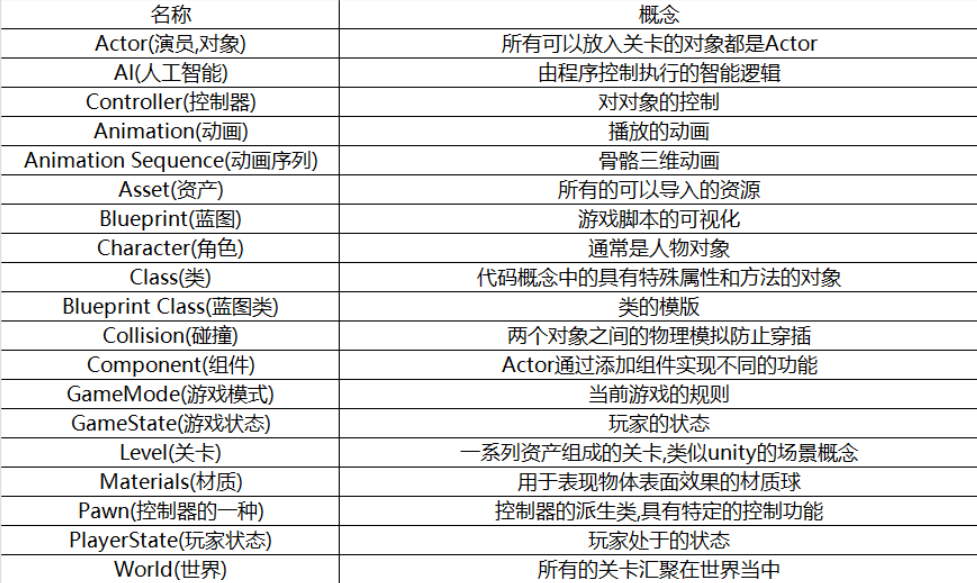 名称 概念
Actor(演员,对象) 所有可以放入关卡的对象都是Actor
AI(人工智能) 由程序控制执行的智能逻辑
Controller(控制器) 对对象的控制
Animation(动画) 播放的动画
Animation Sequence(动画序列) 骨骼三维动画
Asset(资产) 所有的可以导入的资源
Blueprint(蓝图) 游戏脚本的可视化
Character(角色) 通常是人物对象
Class(类) 代码概念中的具有特殊属性和方法的对象
Blueprint Class(蓝图类) 类的模版
Collision(碰撞) 两个对象之间的物理模拟防止穿插
Component(组件) Actor通过添加组件实现不同的功能
GameMode(游戏模式) 当前游戏的规则
GameState(游戏状态) 玩家的状态
Level(关卡) 一系列资产组成的关卡,类似unity的场景概念
Materials(材质) 用于表现物体表面效果的材质球
Pawn(控制器的一种) 控制器的派生类,具有特定的控制功能
PlayerState(玩家状态) 玩家处于的状态
World(世界) 所有的关卡汇聚在世界当中